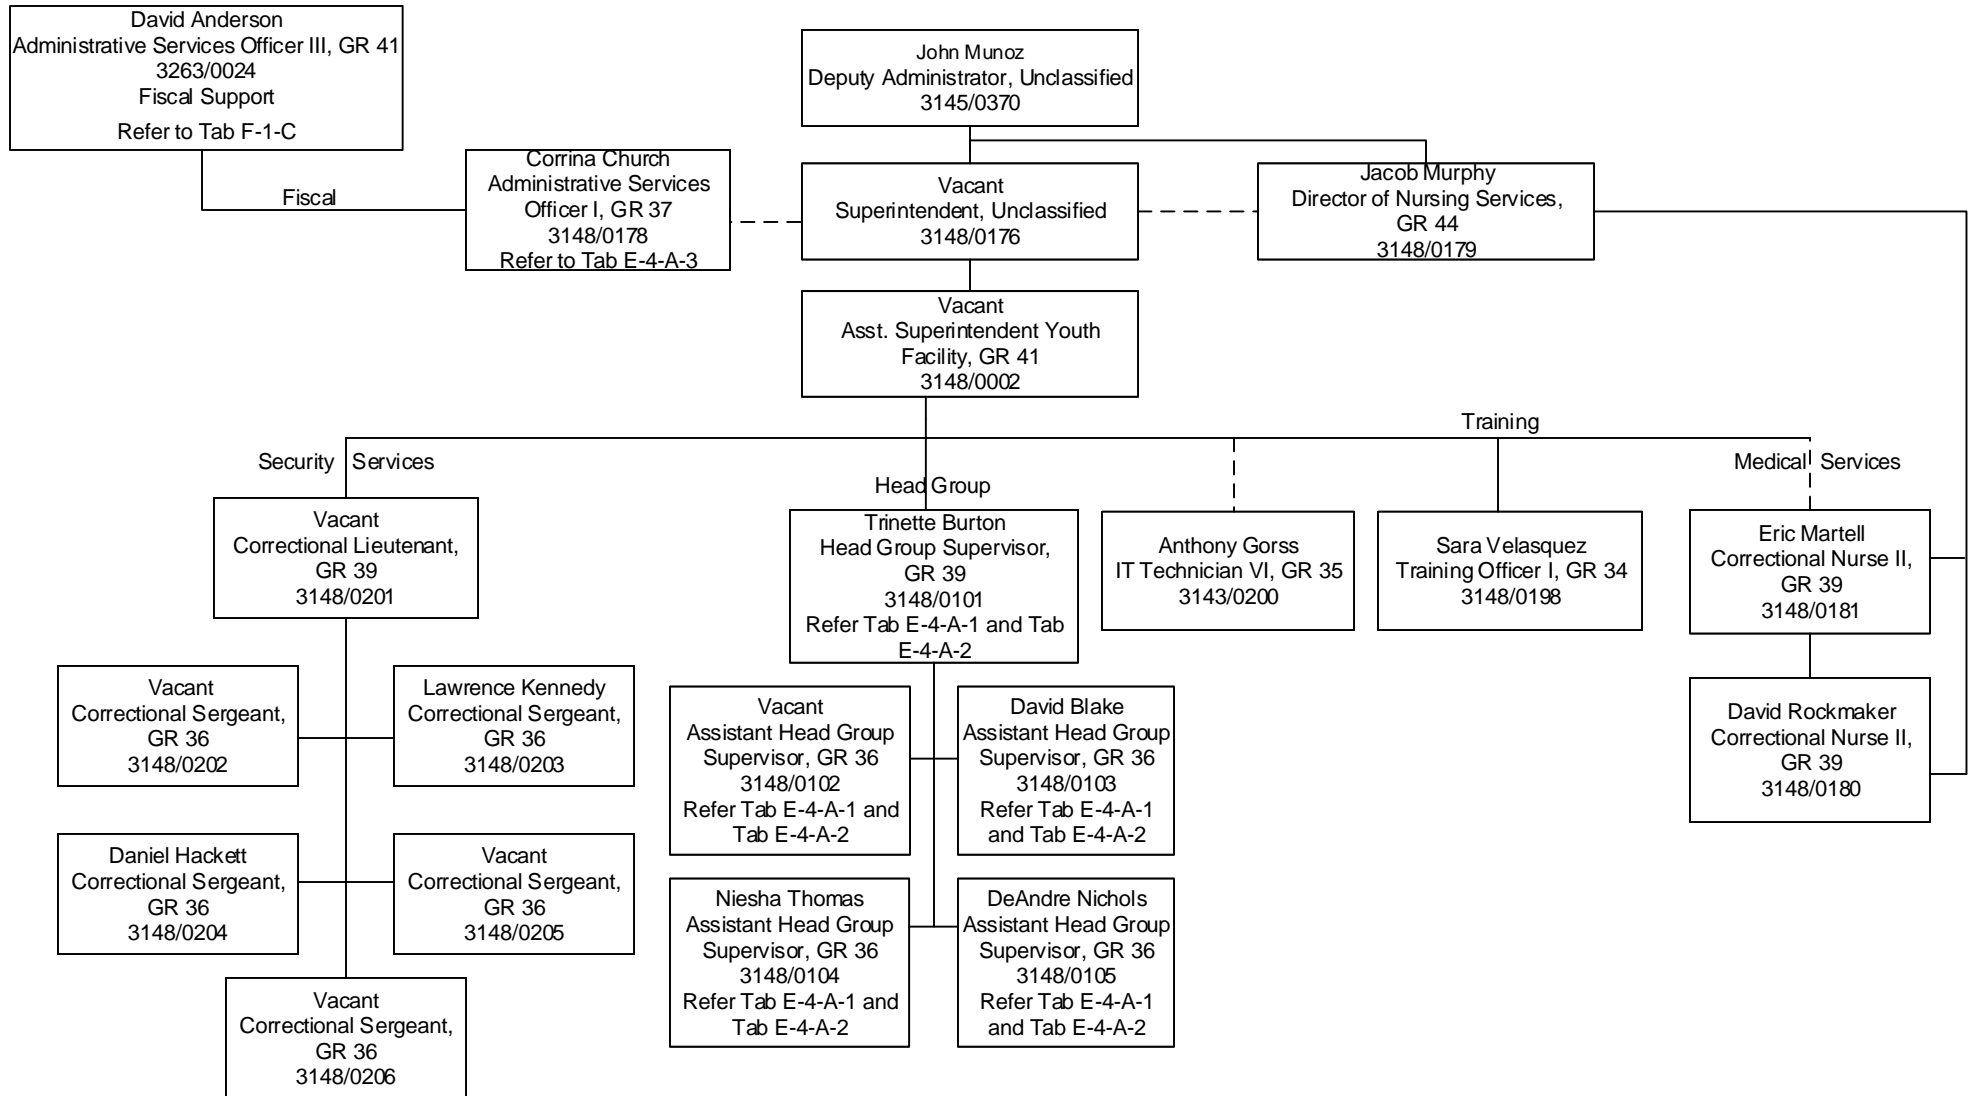 David Anderson
Administrative Services Officer III, GR 41
3263/0024
Fiscal Support
Refer to Tab F-1-C
John Munoz
Deputy Administrator, Unclassified
3145/0370
Fiscal
Corrina Church
Administrative Services
Officer I, GR 37
3148/0178
Refer to Tab E-4-A-3
Vacant
Superintendent, Unclassified
3148/0176
Jacob Murphy
Director of Nursing Services,
GR 44
3148/0179
Vacant
Asst. Superintendent Youth
Facility, GR 41
3148/0002
Security Services
Head Group
Training
Medical Services
Vacant
Correctional Lieutenant,
GR 39
3148/0201
Trinette Burton
Head Group Supervisor,
GR 39
3148/0101
Refer Tab E-4-A-1 and Tab
E-4-A-2
Anthony Gorss
IT Technician VI, GR 35
3143/0200
Sara Velasquez
Training Officer I, GR 34
3148/0198
Eric Martell
Correctional Nurse II,
GR 39
3148/0181
Vacant
Correctional Sergeant,
GR 36
3148/0202
Lawrence Kennedy
Correctional Sergeant,
GR 36
3148/0203
Vacant
Assistant Head Group
Supervisor, GR 36
3148/0102
Refer Tab E-4-A-1 and
Tab E-4-A-2
David Blake
Assistant Head Group
Supervisor, GR 36
3148/0103
Refer Tab E-4-A-1
and Tab E-4-A-2
David Rockmaker
Correctional Nurse II,
GR 39
3148/0180
Daniel Hackett
Correctional Sergeant,
GR 36
3148/0204
Vacant
Correctional Sergeant,
GR 36
3148/0205
Niesha Thomas
Assistant Head Group
Supervisor, GR 36
3148/0104
Refer Tab E-4-A-1 and
Tab E-4-A-2
DeAndre Nichols
Assistant Head Group
Supervisor, GR 36
3148/0105
Refer Tab E-4-A-1
and Tab E-4-A-2
Vacant
Correctional Sergeant,
GR 36
3148/0206